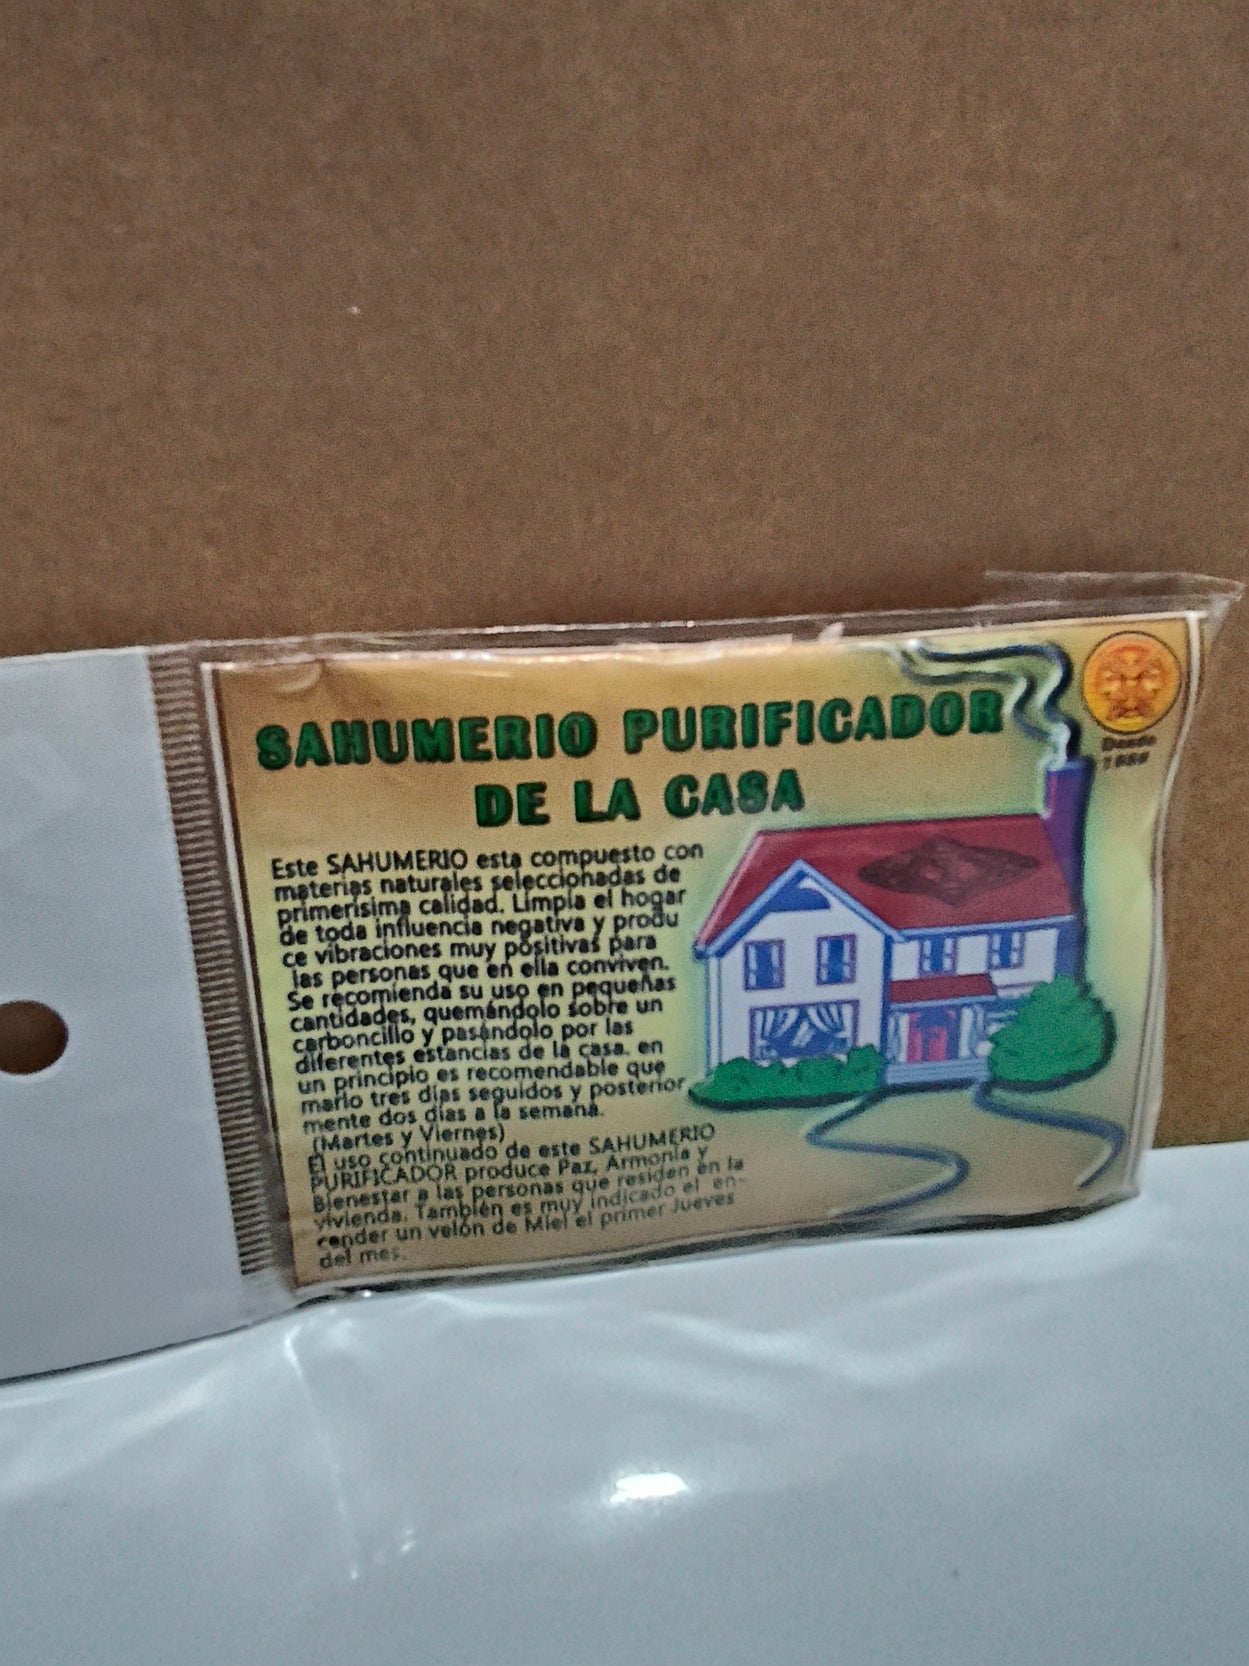 SAHUMERIO PURIFICADOR
DE LA CASA
Desde
Este SAHUMERIO esta compuesto con
materias naturales seleccionadas de
primerísima calidad. Limpia el hogar
de toda influencia negativa y produ
ce vibraciones muy positivas para
las personas que en ella conviven.
Se recomienda su uso en pequeñas
cantidades, quemándolo sobre un
carboncillo y pasándolo por las
diferentes estancias de la casa. en
un principio es recomendable que
marlo tres días seguidos y posterior
mente dos días a la semana.
(Martes y Viernes)
El uso continuado de este SAHUMERIO
PURIFICADOR produce Paz, Armonía y
Bienestar a las personas que residen en la
vivienda. También es muy indicado el en-
cender un velón de Miel el primer Jueves
del mes.